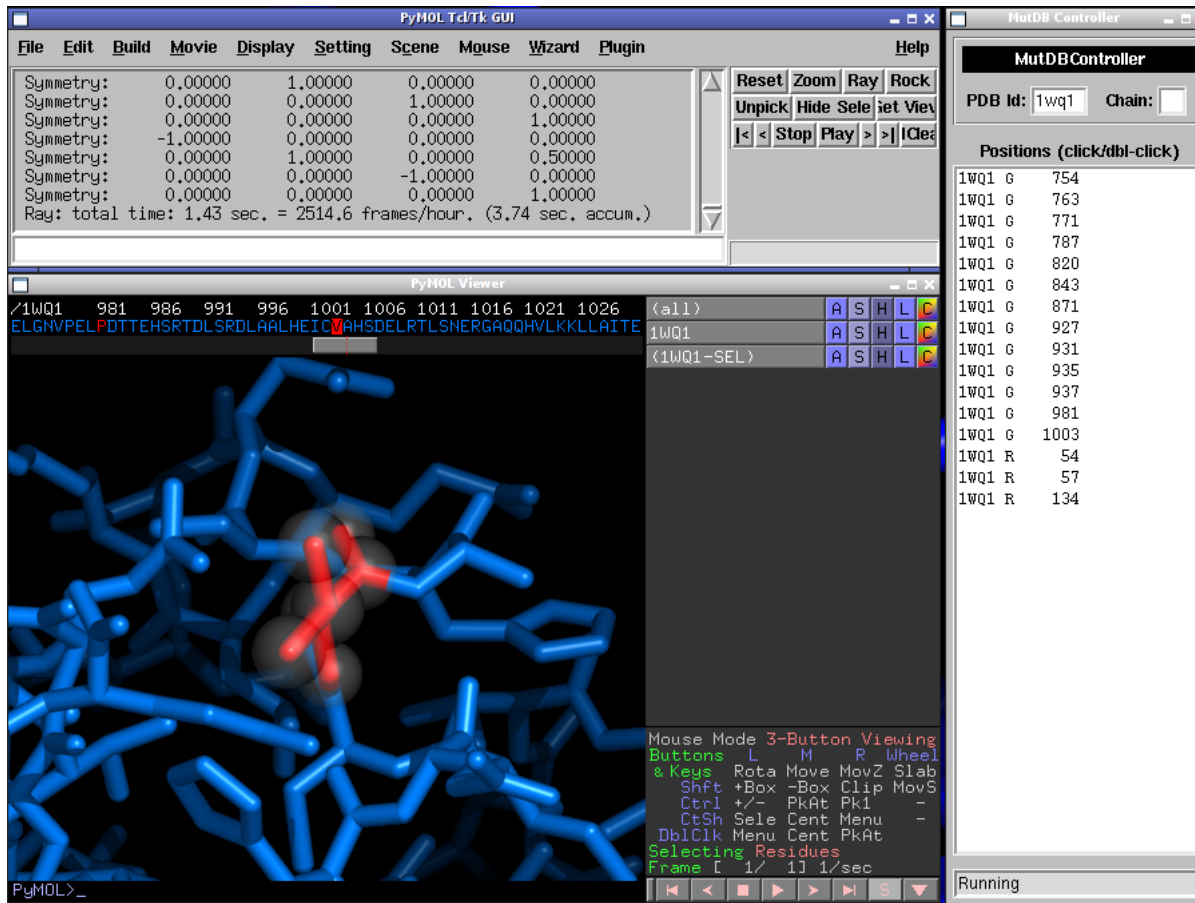 PyMOL Tcl/Tk GUI
File Edit Build Movie Display Setting Scene Mouse Wizard Plugin Help
Symmetry: 0.00000 1.00000 0.00000 0.00000
Symmetry: 0.00000 0.00000 1.00000 0.00000
Symmetry: 0.00000 0.00000 0.00000 1.00000
Symmetry: -1.00000 0.00000 0.00000 0.00000
Symmetry: 0.00000 1.00000 0.00000 0.50000
Symmetry: 0.00000 0.00000 -1.00000 0.00000
Symmetry: 0.00000 0.00000 0.00000 1.00000
Ray: total time: 1.43 sec. = 2514.6 frames/hour. (3.74 sec. accum.)
Reset Zoom Ray Rock
Unpick Hide Sele Get View
|< < Stop Play > >| Clea
PyMOL Viewer
/1WQ1 981 986 991 996 1001 1006 1011 1016 1021 1026
ELGNVPELPDTTEHSRTDLSRDLAALHEICVAHSDELRTLSNERGAQQHVLKKLLAITE
(all) A S H L C
1WQ1 A S H L C
(1WQ1-SEL) A S H L C
Mouse Mode 3-Button Viewing
Buttons L M R Wheel
& Keys Rota Move MovZ Slab
Shft +Box -Box Clip MovS
Ctrl +/- PkAt Pk1 -
CtSh Sele Cent Menu -
DblClk Menu Cent PkAt
Selecting Residues
Frame [ 1/ 1] 1/sec
S
PyMOL>_
MutDB Controller
MutDBController
PDB Id: 1wq1 Chain:
Positions (click/dbl-click)
1WQ1 G 754
1WQ1 G 763
1WQ1 G 771
1WQ1 G 787
1WQ1 G 820
1WQ1 G 843
1WQ1 G 871
1WQ1 G 927
1WQ1 G 931
1WQ1 G 935
1WQ1 G 937
1WQ1 G 981
1WQ1 G 1003
1WQ1 R 54
1WQ1 R 57
1WQ1 R 134
Running